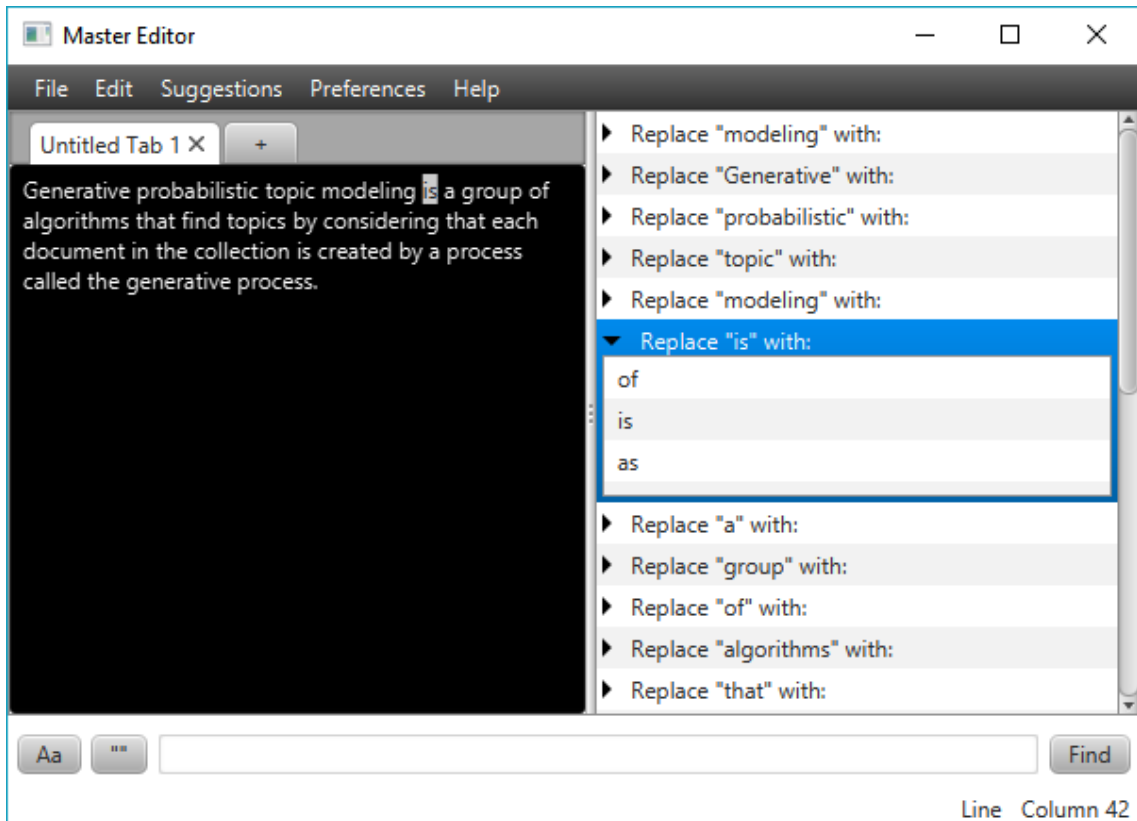 Master Editor
File Edit Suggestions Preferences Help
Untitled Tab 1 +
Generative probabilistic topic modeling is a group of
algorithms that find topics by considering that each
document in the collection is created by a process
called the generative process.
Replace "modeling" with:
Replace "Generative" with:
Replace "probabilistic" with:
Replace "topic" with:
Replace "modeling" with:
Replace "is" with:
of
is
as
Replace "a" with:
Replace "group" with:
Replace "of" with:
Replace "algorithms" with:
Replace "that" with:
Aa "" Find
Line Column 42